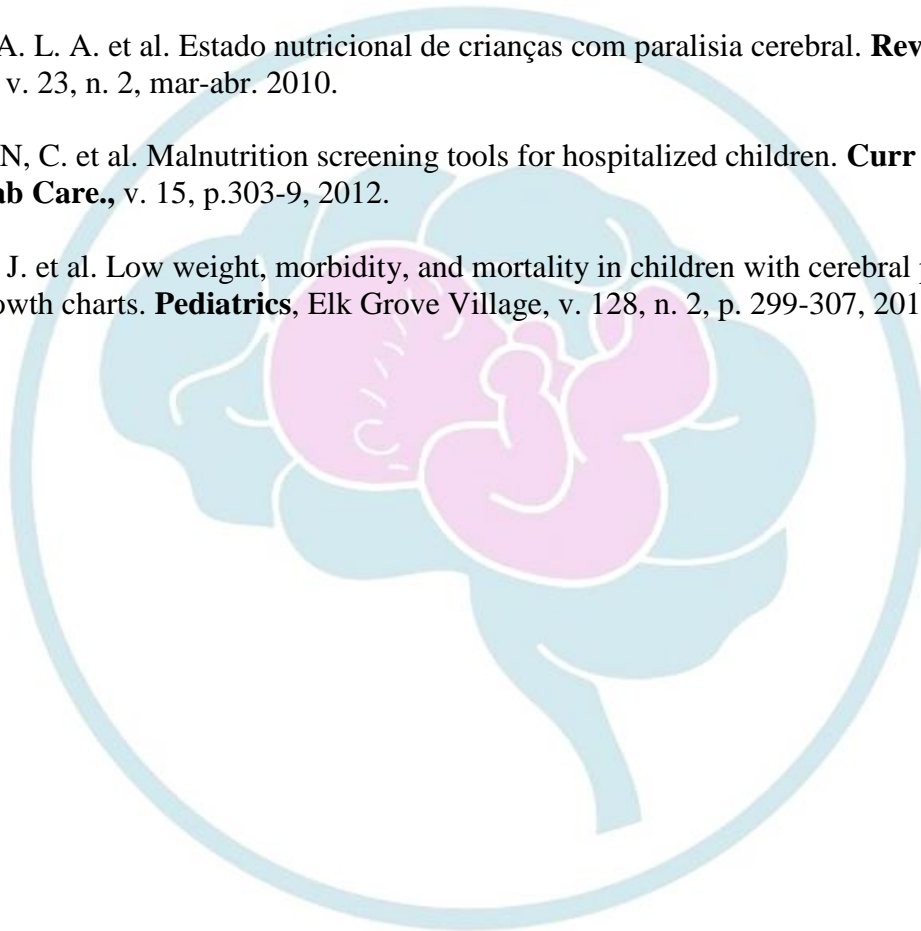 A. L. A. et al. Estado nutricional de crianças com paralisia cerebral. Rev
v. 23, n. 2, mar-abr. 2010.
N, C. et al. Malnutrition screening tools for hospitalized children. Curr
ab Care., v. 15, p.303-9, 2012.
J. et al. Low weight, morbidity, and mortality in children with cerebral
owth charts. Pediatrics, Elk Grove Village, v. 128, n. 2, p. 299-307, 201